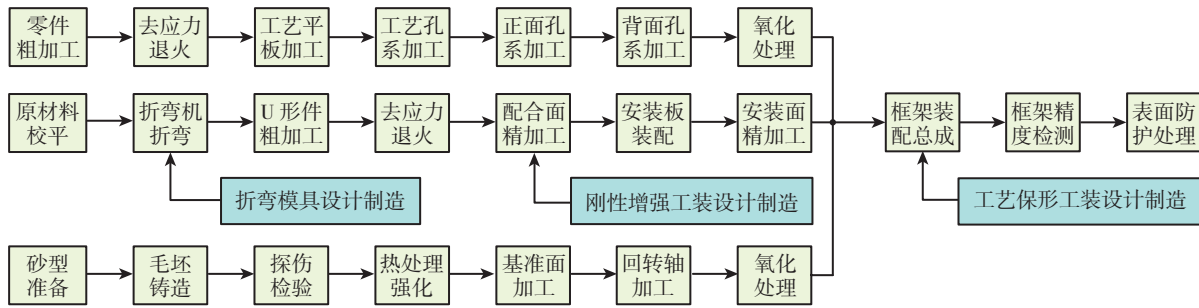 零件
粗加工
去应力
退火
工艺平
板加工
工艺孔
系加工
正面孔
系加工
背面孔
系加工
氧化
处理
原材料
校平
折弯机
折弯
U 形件
粗加工
去应力
退火
配合面
精加工
安装板
装配
安装面
精加工
框架装
配总成
框架精
度检测
表面防
护处理
折弯模具设计制造
刚性增强工装设计制造
工艺保形工装设计制造
砂型
准备
毛坯
铸造
探伤
检验
热处理
强化
基准面
加工
回转轴
加工
氧化
处理